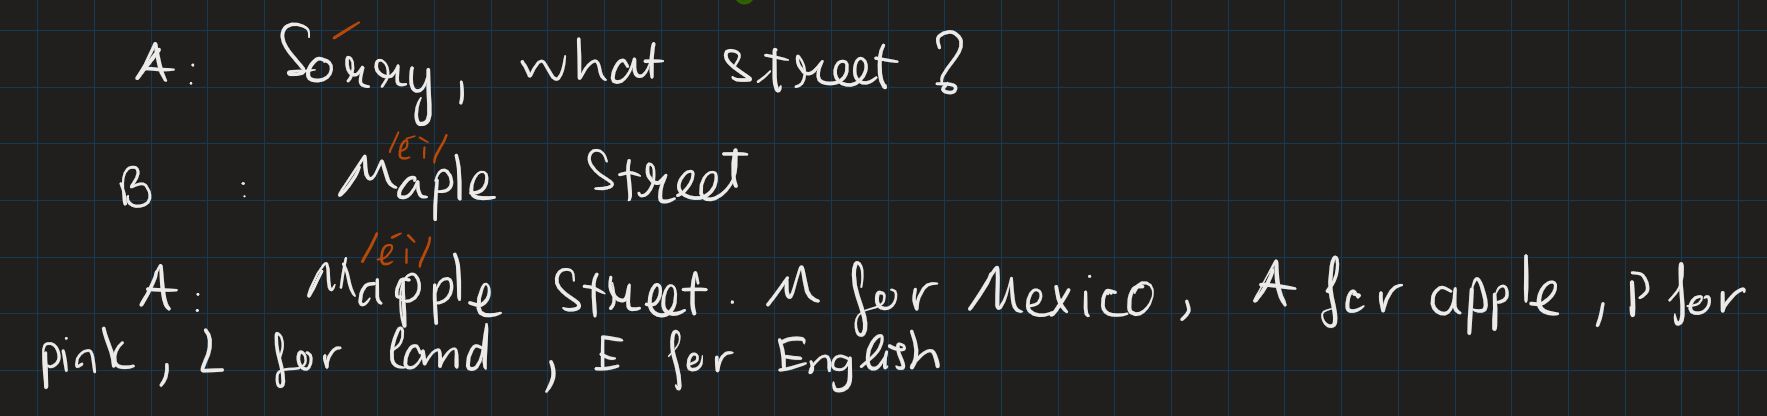 A: Sorry, what street?
/ei/
B : Maple Street
/ei/
A: Mapple Street. M for Mexico, A for apple, P for
pink, L for land, E for English